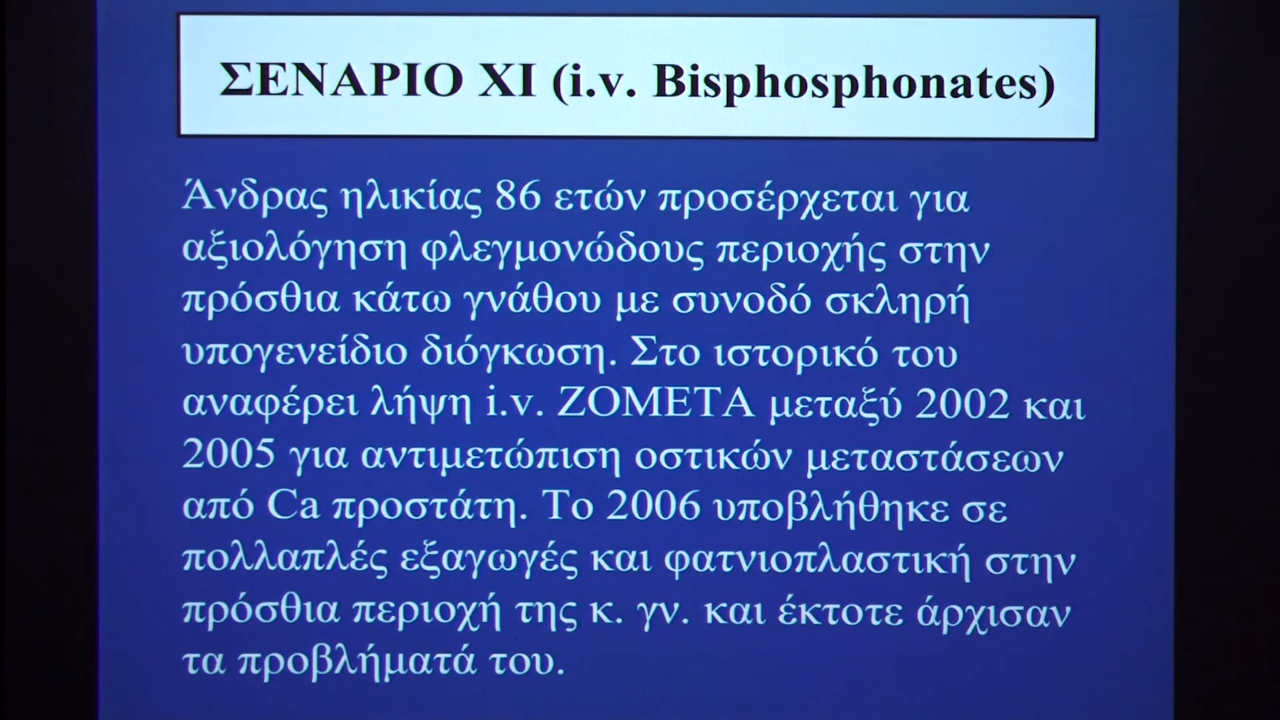 ΣΕΝΑΡΙΟ ΧΙ (i.v. Bisphosphonates)
Άνδρας ηλικίας 86 ετών προσέρχεται για
αξιολόγηση φλεγμονώδους περιοχής στην
πρόσθια κάτω γνάθου με συνοδό σκληρή
υπογενείδιο διόγκωση. Στο ιστορικό του
αναφέρει λήψη i.v. ZOMETA μεταξύ 2002 και
2005 για αντιμετώπιση οστικών μεταστάσεων
από Ca προστάτη. Το 2006 υποβλήθηκε σε
πολλαπλές εξαγωγές και φατνιοπλαστική στην
πρόσθια περιοχή της κ. γν. και έκτοτε άρχισαν
τα προβλήματά του.